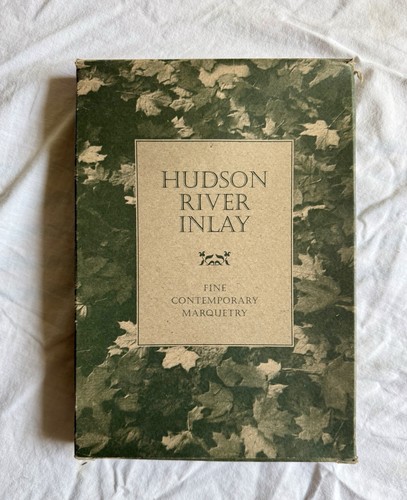 HUDSON
RIVER
INLAY
FINE
CONTEMPORARY
MARQUETRY